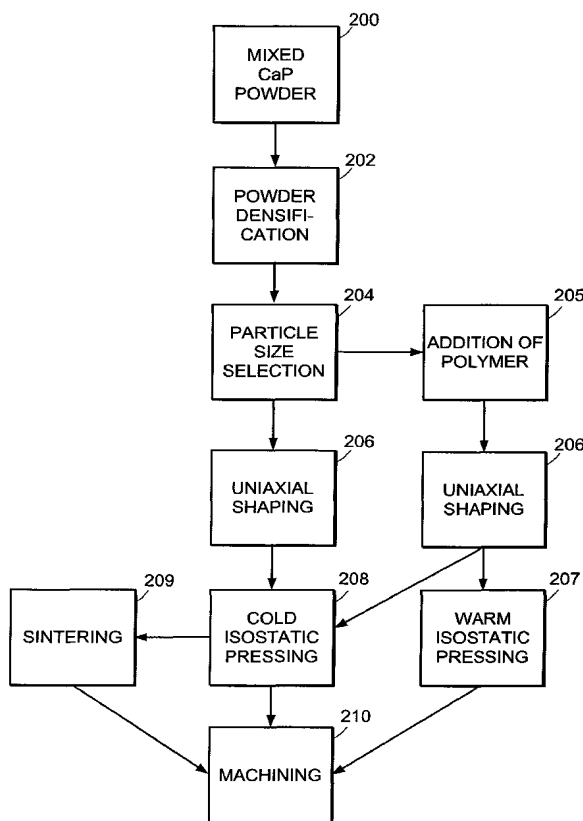 200
MIXED
CaP
POWDER
202
POWDER
DENSIFI-
CATION
204
PARTICLE
SIZE
SELECTION
205
ADDITION OF
POLYMER
206
UNIAXIAL
SHAPING
206
UNIAXIAL
SHAPING
209
SINTERING
208
COLD
ISOSTATIC
PRESSING
207
WARM
ISOSTATIC
PRESSING
210
MACHINING